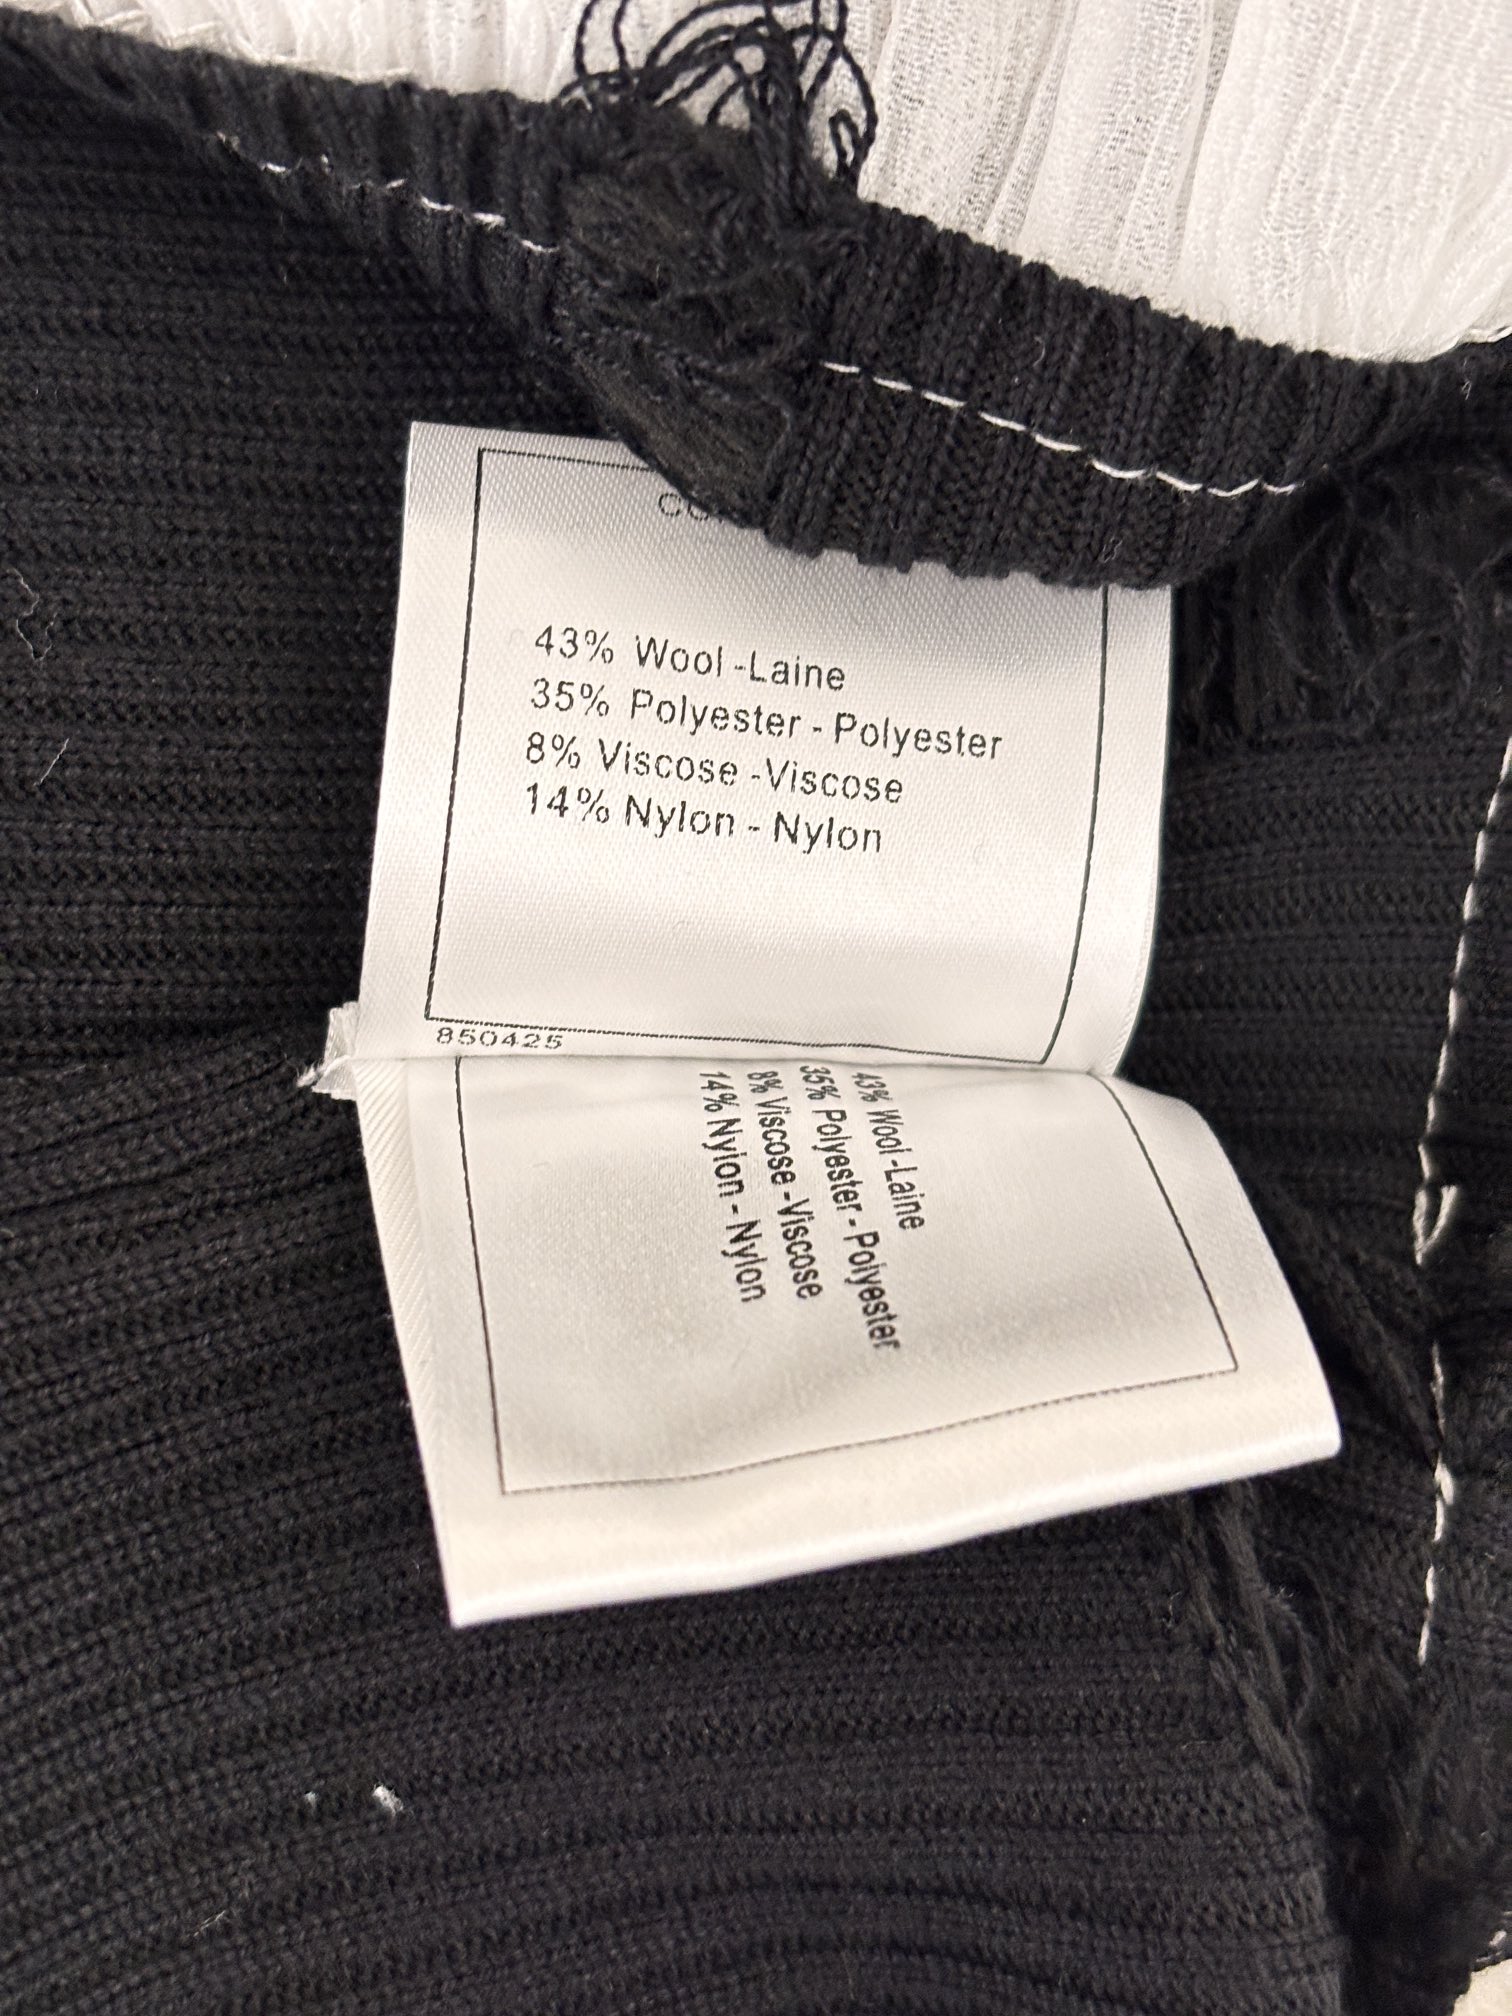 43% Wool -Laine
35% Polyester - Polyester
8% Viscose -Viscose
14% Nylon - Nylon
850425
43% Wool -Laine
35% Polyester - Polyester
8% Viscose -Viscose
14% Nylon - Nylon